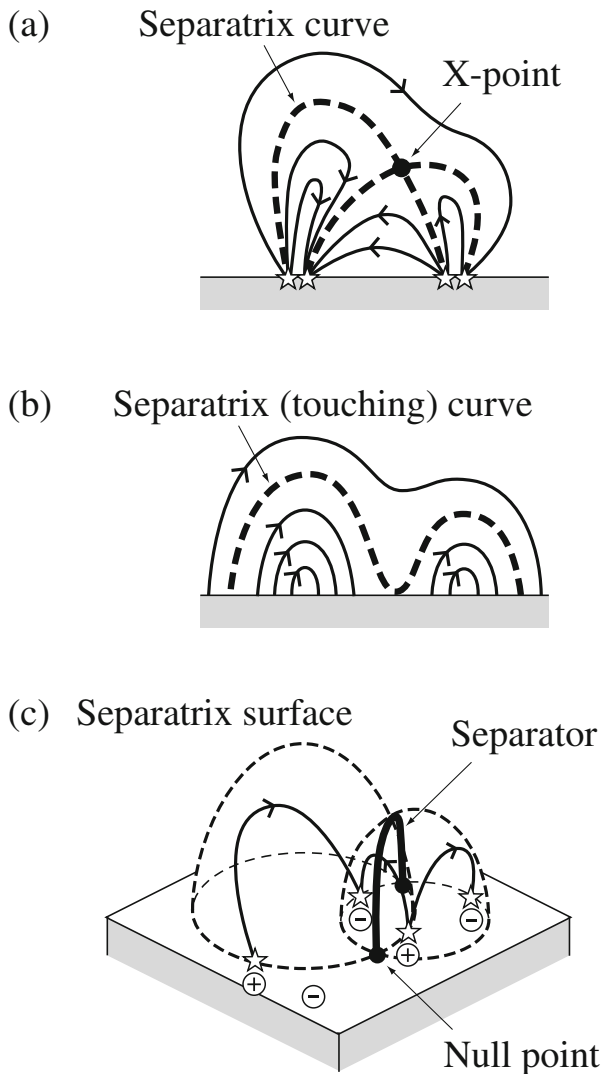 (a) Separatrix curve
X-point
(b) Separatrix (touching) curve
(c) Separatrix surface
Separator
−
−
+
+
−
Null point